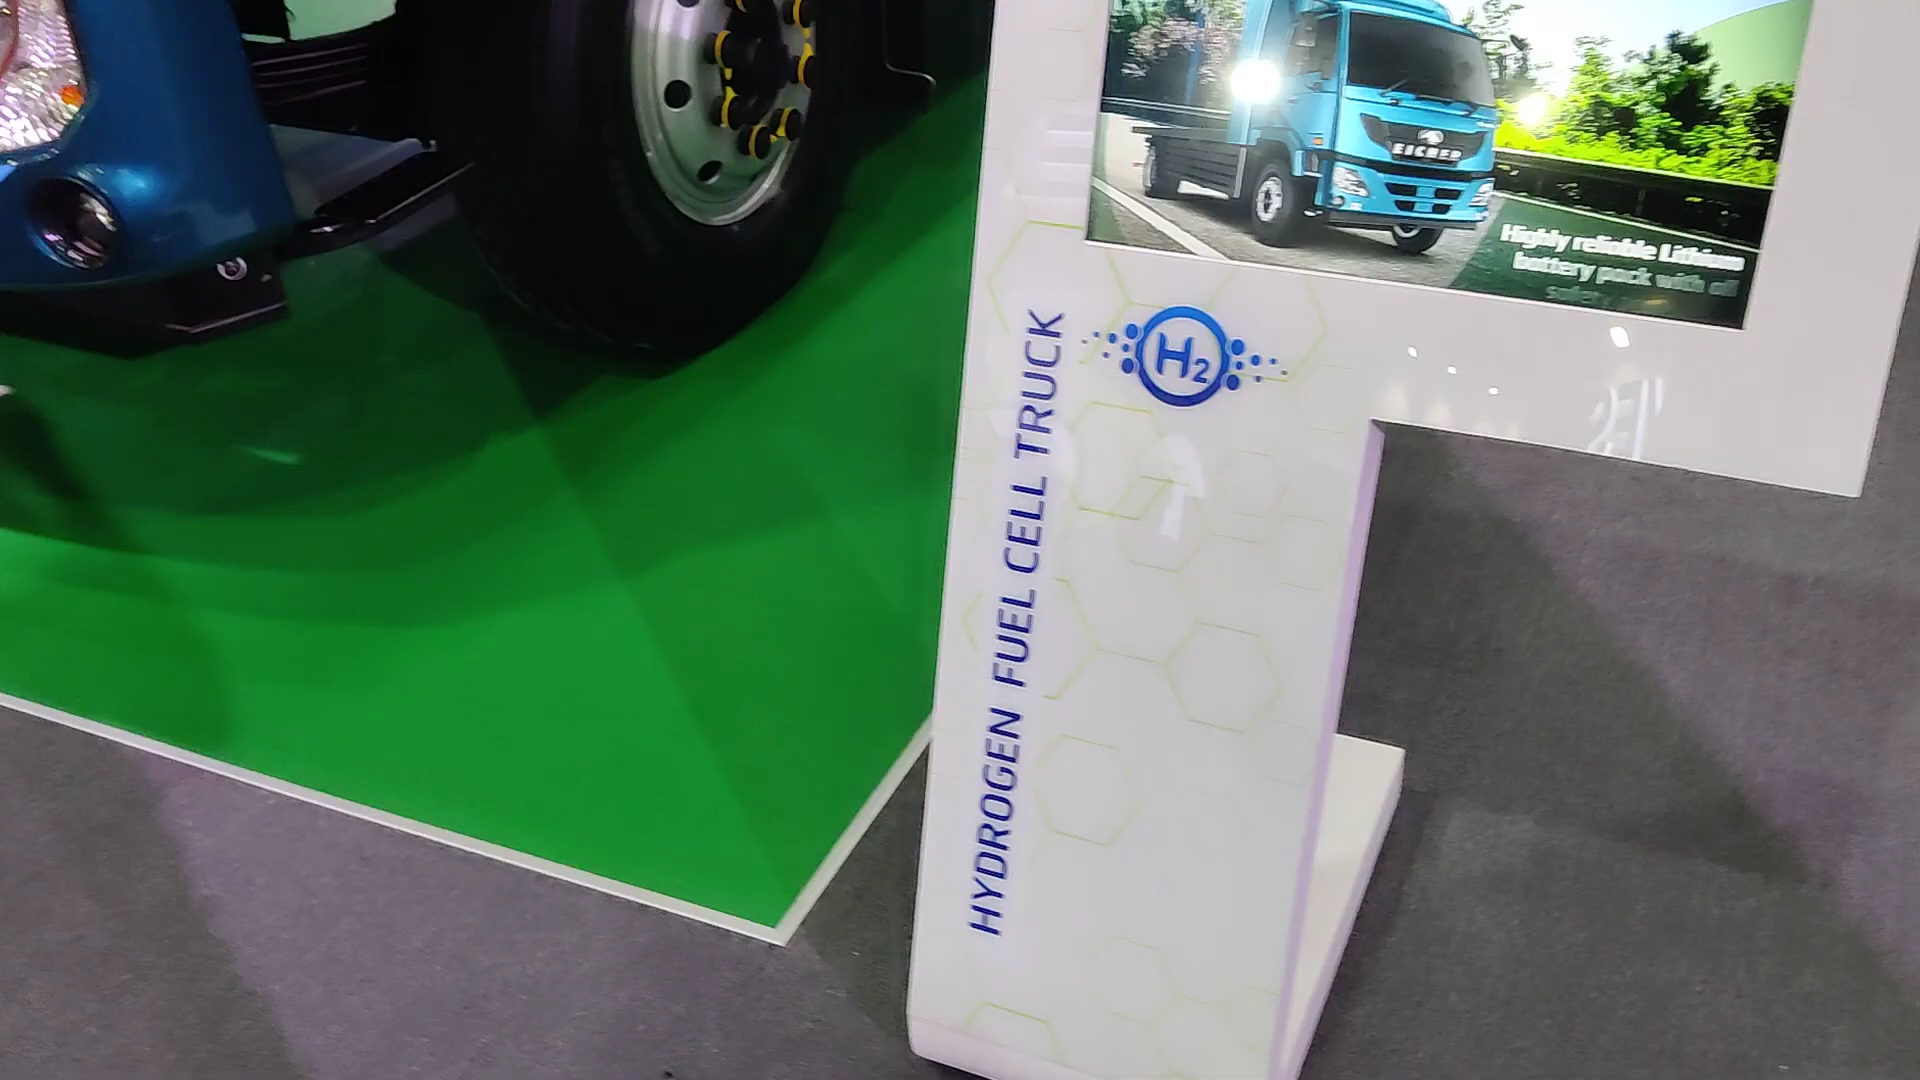 EICHER
Highly reliable Lithium
battery pack with all
H2
HYDROGEN FUEL CELL TRUCK